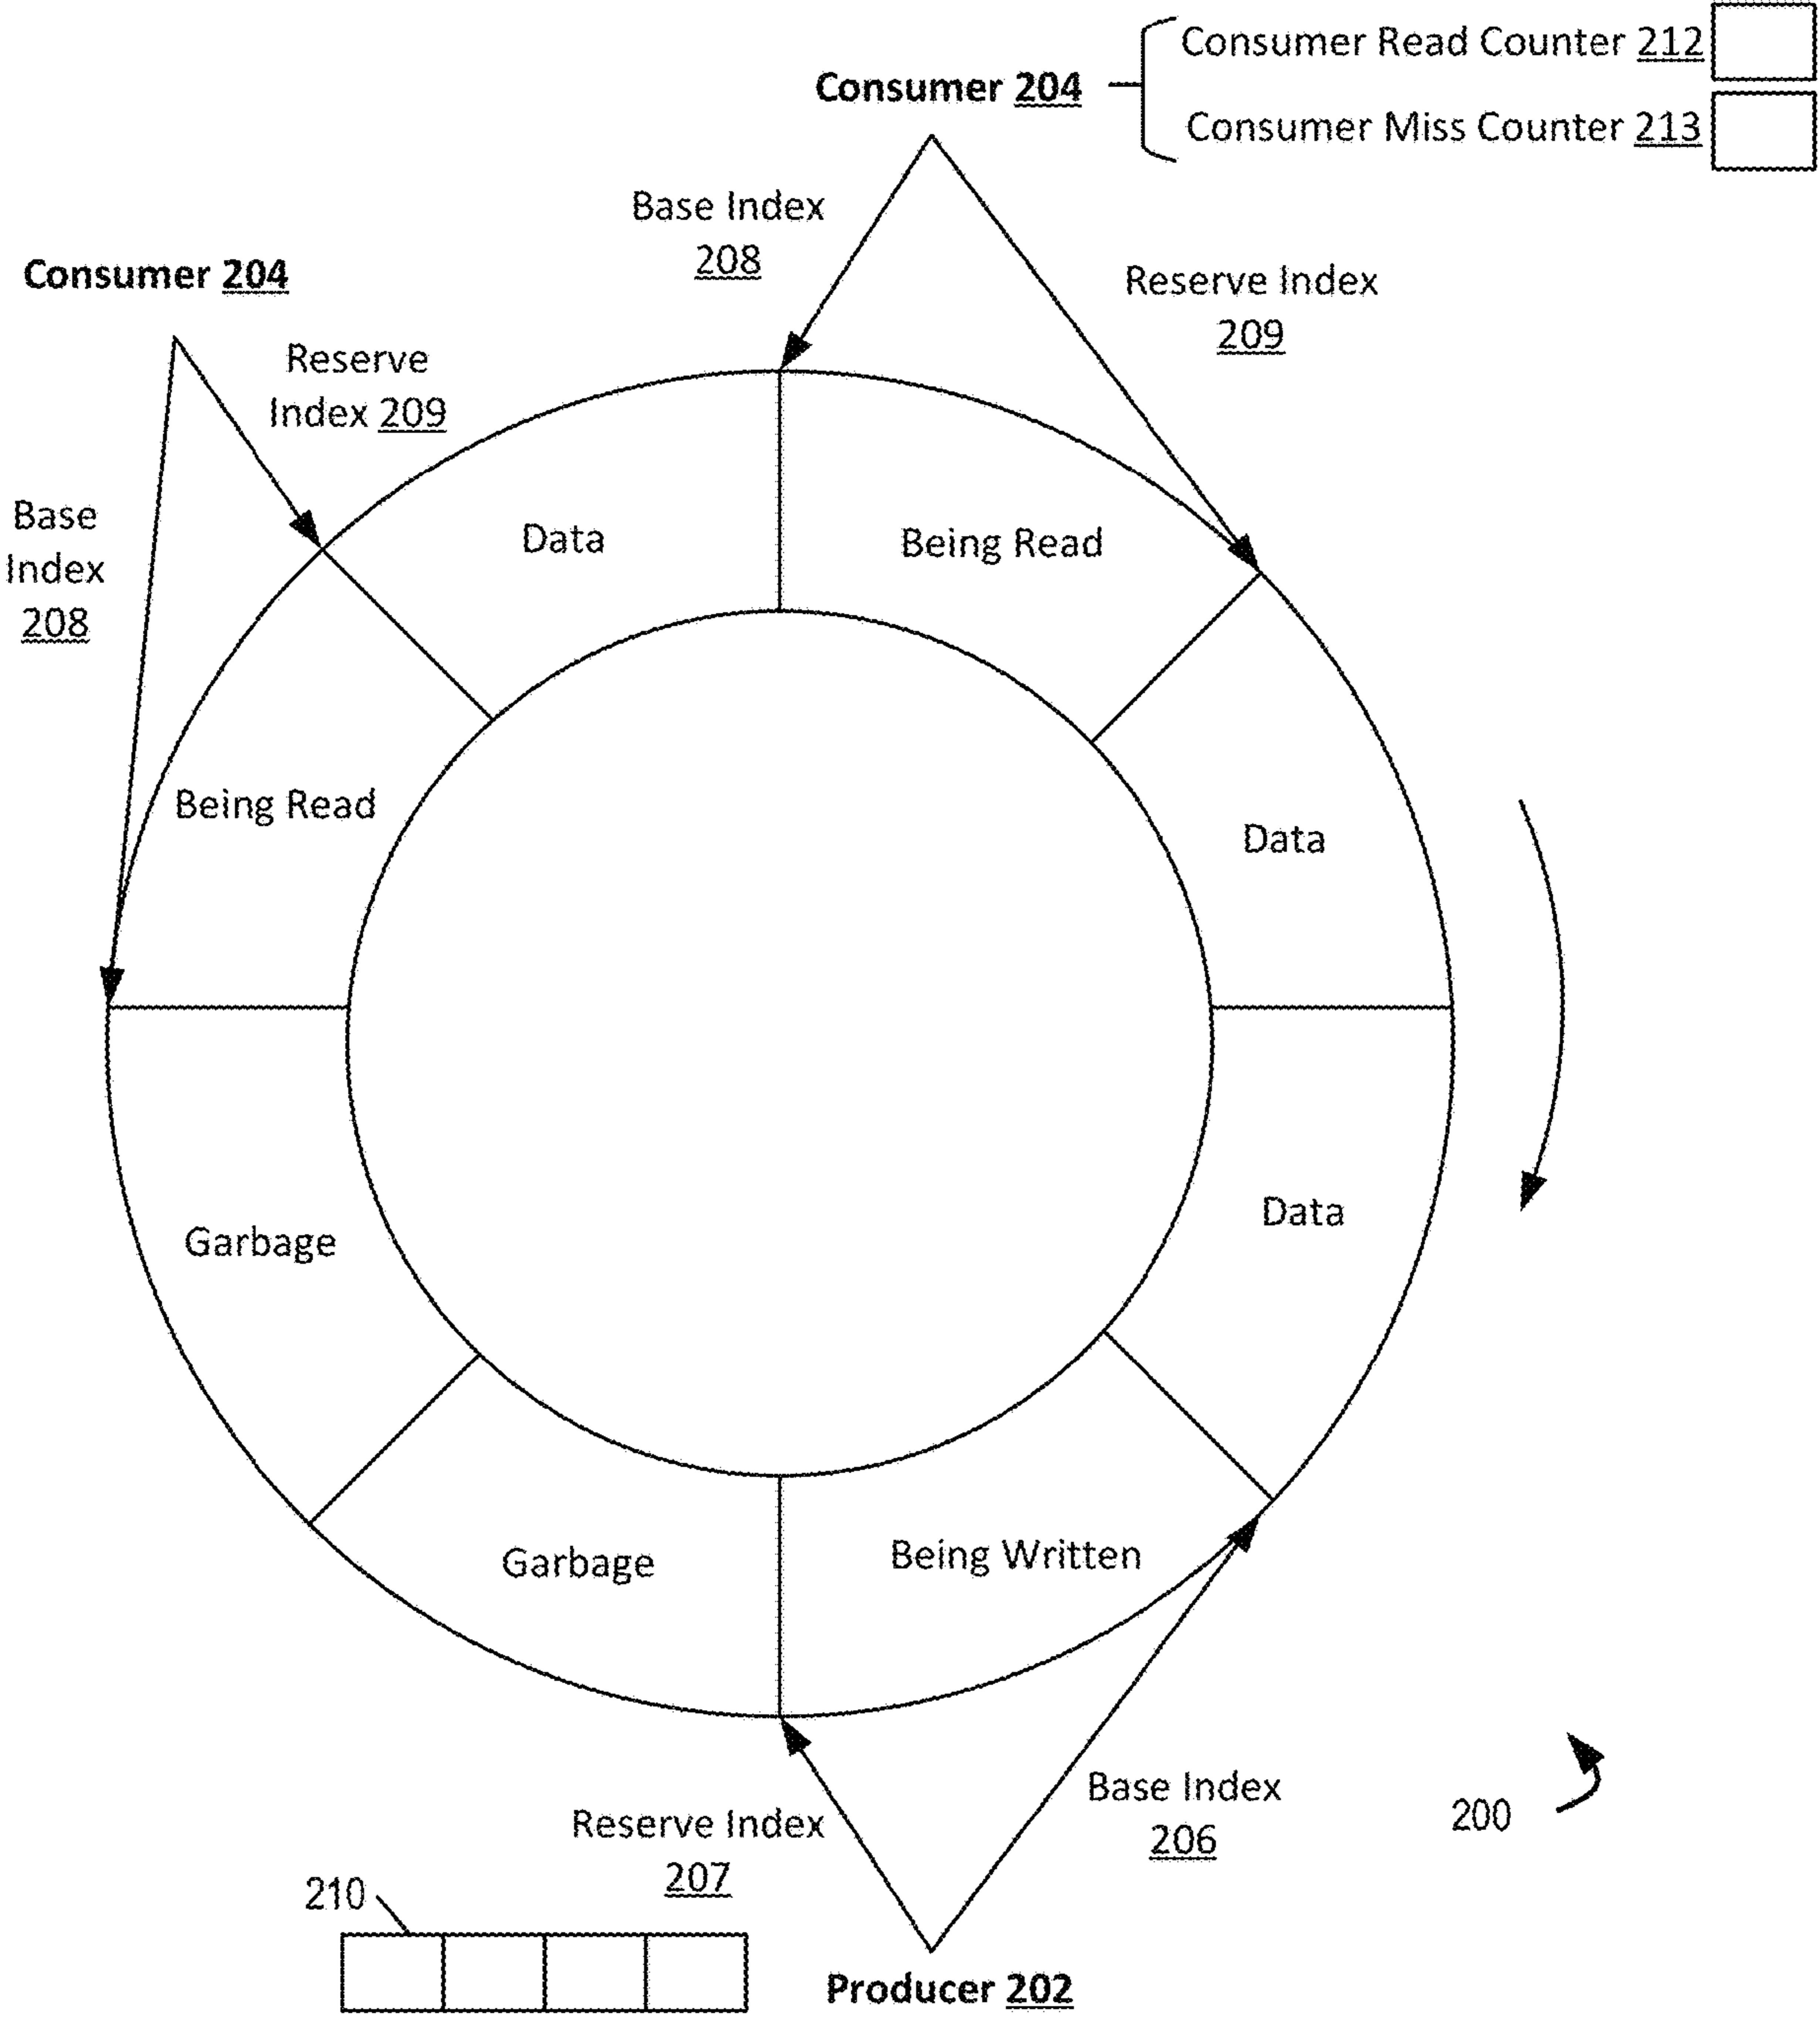 Consumer Read Counter 212
Consumer 204
Consumer Miss Counter 213
Base Index
208
Consumer 204
Reserve Index
209
Reserve
Index 209
Base
Index
208
Data
Being Read
Being Read
Data
Data
Garbage
Garbage
Being Written
Base Index
206
Reserve Index
207
200
210
Producer 202